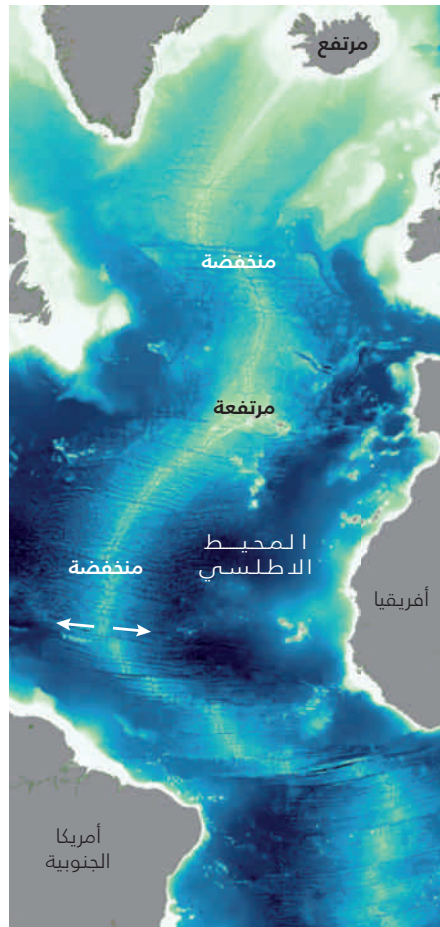 مرتفع
منخفضة
مرتفعة
المحيط
الاطلسي
منخفضة
أفريقيا
أمريكا
الجنوبية